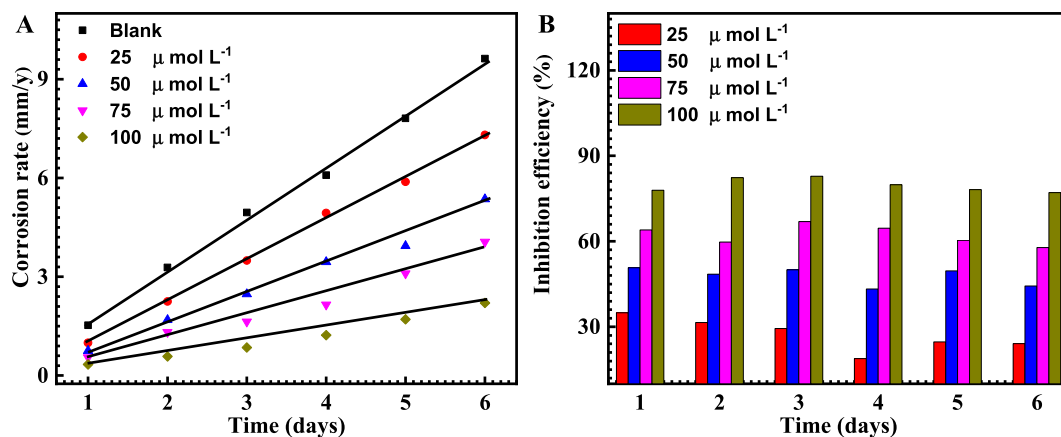 A
Blank
25 μ mol L⁻¹
50 μ mol L⁻¹
75 μ mol L⁻¹
100 μ mol L⁻¹
Corrosion rate (mm/y)
9
6
3
0
1 2 3 4 5 6
Time (days)
B
25 μ mol L⁻¹
50 μ mol L⁻¹
75 μ mol L⁻¹
100 μ mol L⁻¹
Inhibition efficiency (%)
120
90
60
30
1 2 3 4 5 6
Time (days)